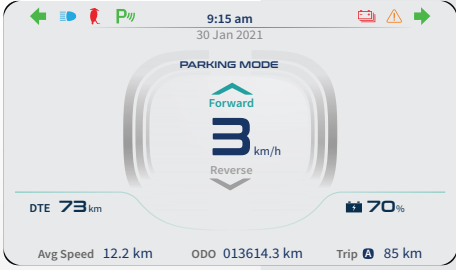 P
9:15 am
30 Jan 2021
PARKING MODE
Forward
3 km/h
Reverse
DTE 73 km
70%
Avg Speed 12.2 km ODO 013614.3 km Trip A 85 km